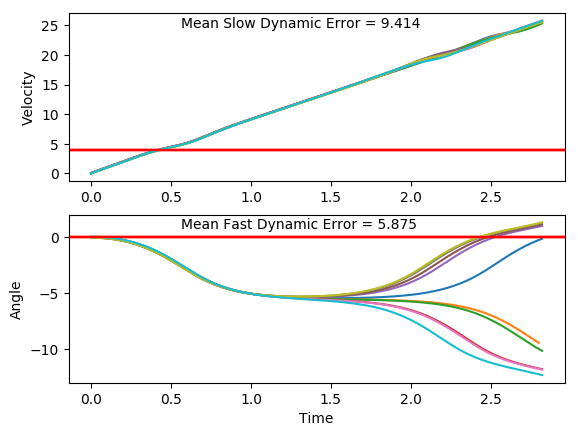 Mean Slow Dynamic Error = 9.414
Velocity
25
20
15
10
5
0
0.0 0.5 1.0 1.5 2.0 2.5
Mean Fast Dynamic Error = 5.875
Angle
0
−5
−10
0.0 0.5 1.0 1.5 2.0 2.5
Time